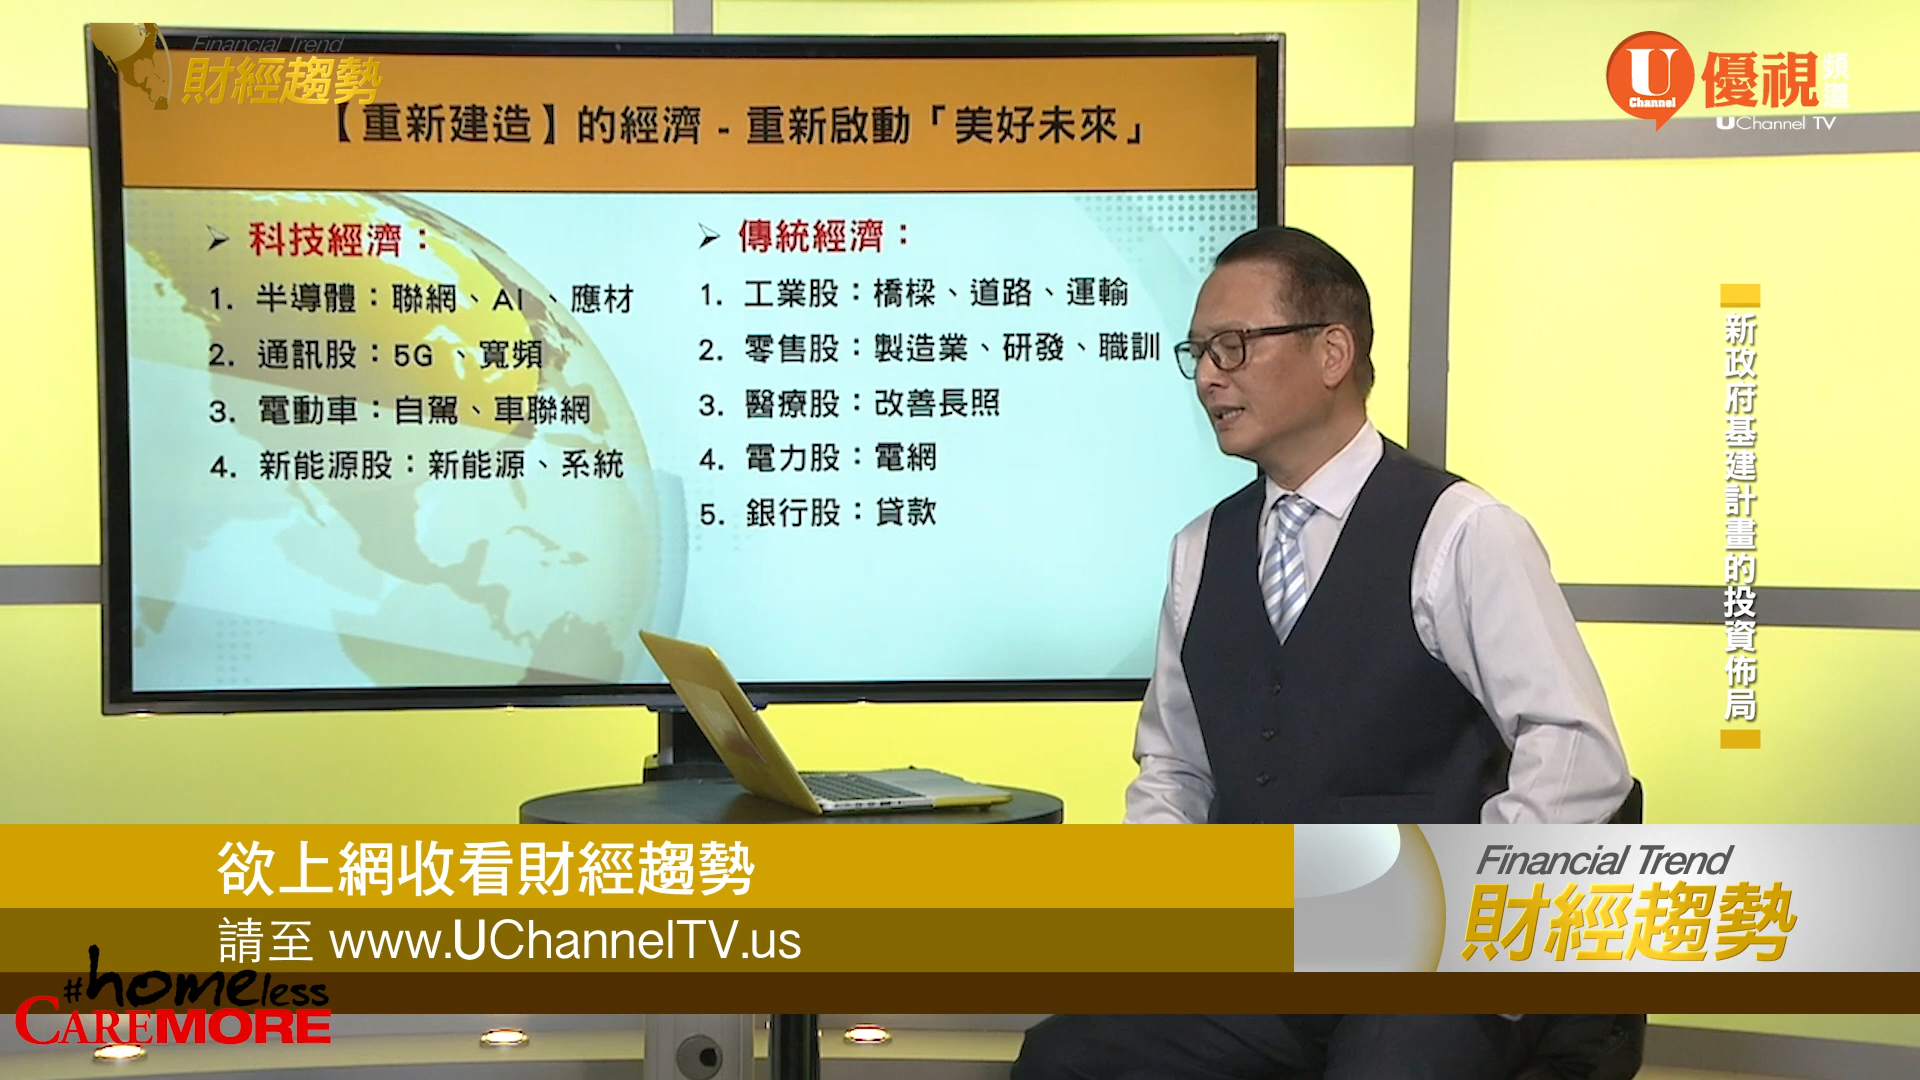 Financial Trend
財經趨勢
【重新建造】的經濟 - 重新啟動「美好未來」
➢ 科技經濟：
1. 半導體：聯網、AI 、應材
2. 通訊股：5G 、寬頻
3. 電動車：自駕、車聯網
4. 新能源股：新能源、系統
➢ 傳統經濟：
1. 工業股：橋樑、道路、運輸
2. 零售股：製造業、研發、職訓
3. 醫療股：改善長照
4. 電力股：電網
5. 銀行股：貸款
U Channel 優視頻道
UChannel TV
新政府基建計畫的投資佈局
欲上網收看財經趨勢
請至 www.UChannelTV.us
Financial Trend
財經趨勢
#homeless
CAREMORE